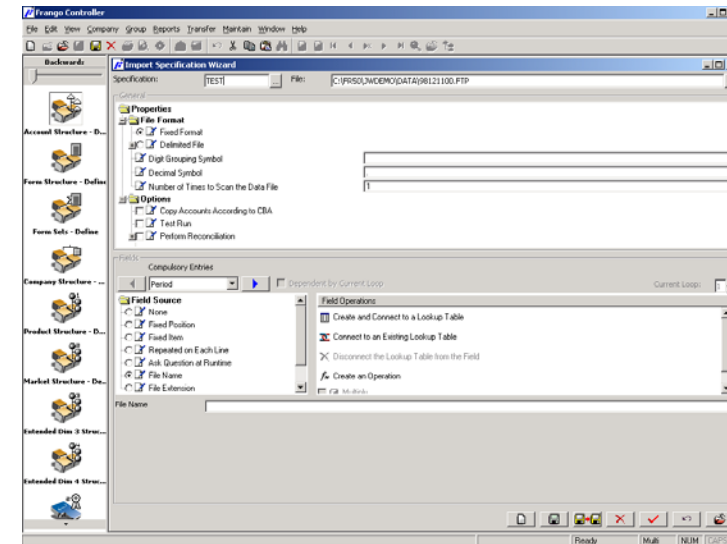 Frango Controller
File Edit View Company Group Reports Transfer Maintain Window Help
Backwards
Account Structure - D...
Form Structure - Define
Form Sets - Define
Company Structure - ...
Product Structure - D...
Market Structure - De...
Extended Dim 3 Struc...
Extended Dim 4 Struc...
Import Specification Wizard
Specification: TEST ... File: C:\FRS0\JWDEMO\DATA\98121100.FTP
General
Properties
File Format
Fixed Format
Delimited File
Digit Grouping Symbol
Decimal Symbol .
Number of Times to Scan the Data File 1
Options
Copy Accounts According to CBA
Test Run
Perform Reconciliation
Fields
Compulsory Entries
Period Dependent by Current Loop Current Loop: 1
Field Source
None
Fixed Position
Fixed Item
Repeated on Each Line
Ask Question at Runtime
File Name
File Extension
Field Operations
Create and Connect to a Lookup Table
Connect to an Existing Lookup Table
Disconnect the Lookup Table from the Field
Create an Operation
Multiply
File Name
Ready Multi NUM CAPS